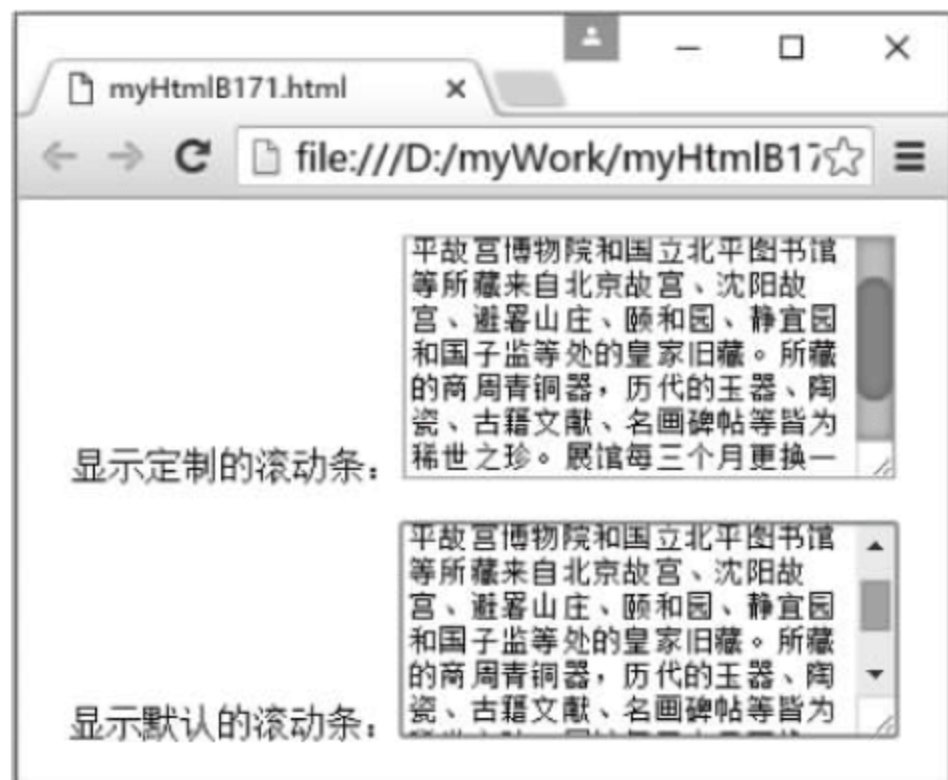 myHtmlB171.html
file:///D:/myWork/myHtmlB17
平故宫博物院和国立北平图书馆
等所藏来自北京故宫、沈阳故
宫、避暑山庄、颐和园、静宜园
和国子监等处的皇家旧藏。所藏
的商周青铜器，历代的玉器、陶
瓷、古籍文献、名画碑帖等皆为
稀世之珍。展馆每三个月更换一
显示定制的滚动条：
平故宫博物院和国立北平图书馆
等所藏来自北京故宫、沈阳故
宫、避暑山庄、颐和园、静宜园
和国子监等处的皇家旧藏。所藏
的商周青铜器，历代的玉器、陶
瓷、古籍文献、名画碑帖等皆为
显示默认的滚动条：